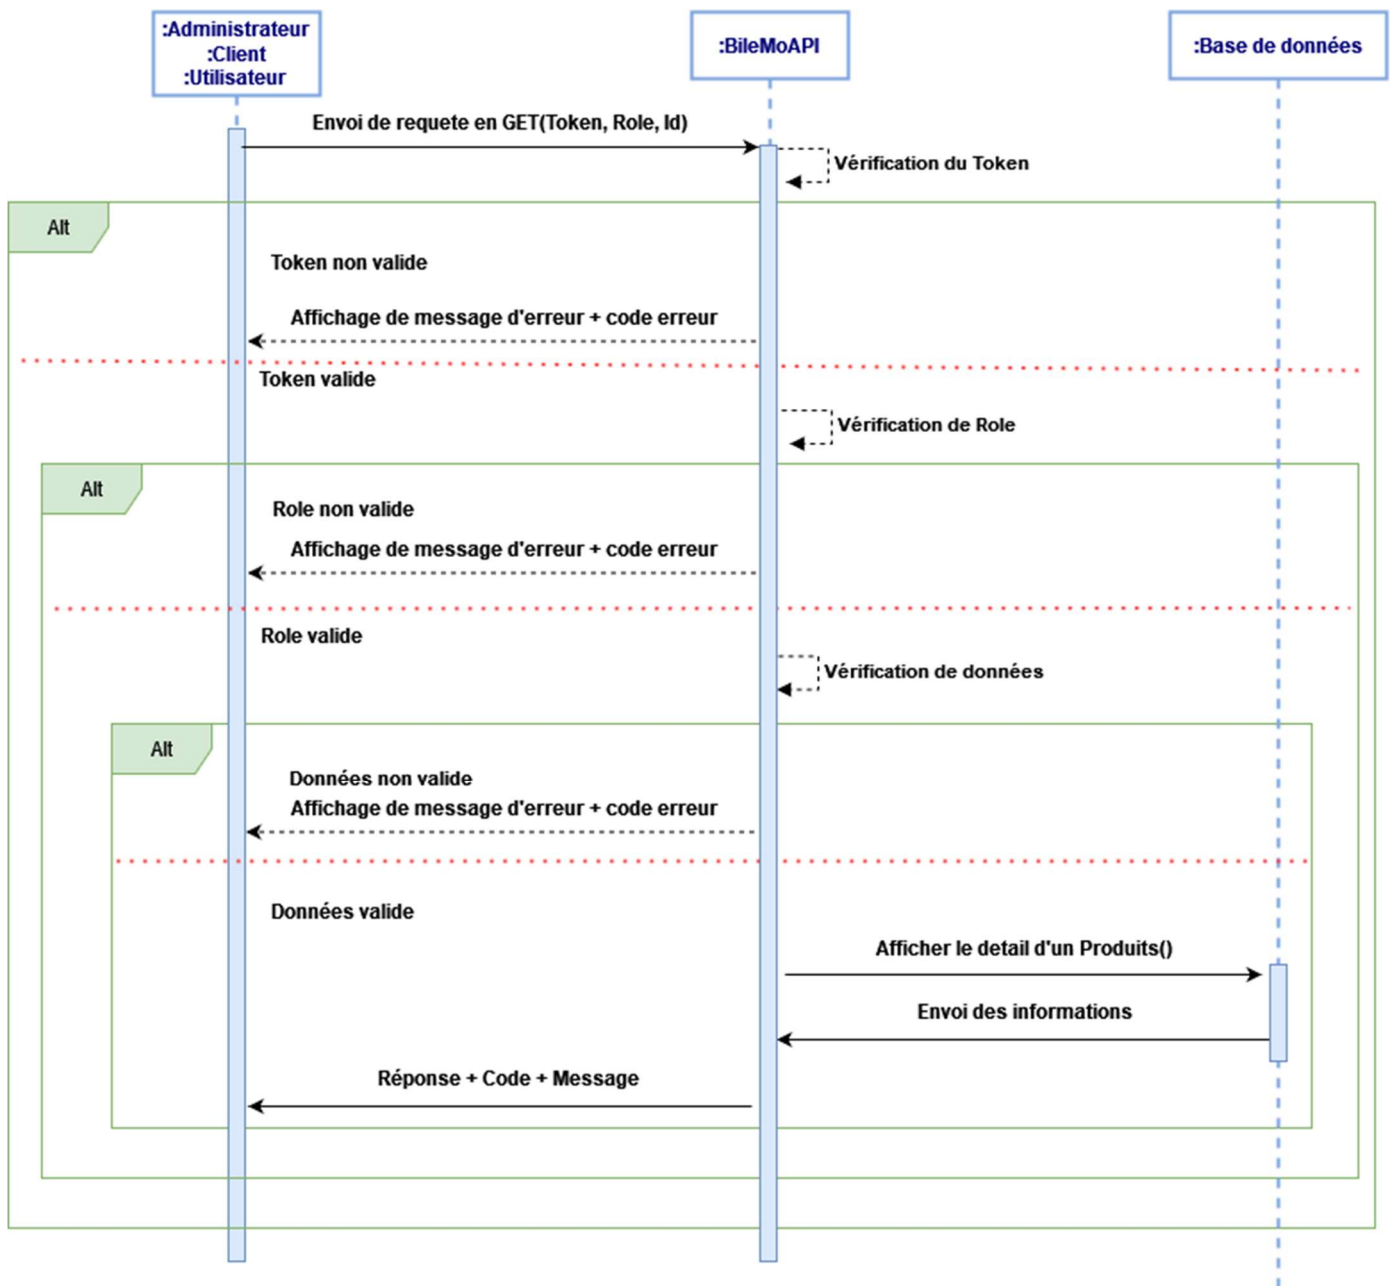 :Administrateur
:Client
:Utilisateur
:BileMoAPI
:Base de données
Envoi de requete en GET(Token, Role, Id)
Vérification du Token
Alt
Token non valide
Affichage de message d'erreur + code erreur
Token valide
Vérification de Role
Alt
Role non valide
Affichage de message d'erreur + code erreur
Role valide
Vérification de données
Alt
Données non valide
Affichage de message d'erreur + code erreur
Données valide
Afficher le detail d'un Produits()
Envoi des informations
Réponse + Code + Message